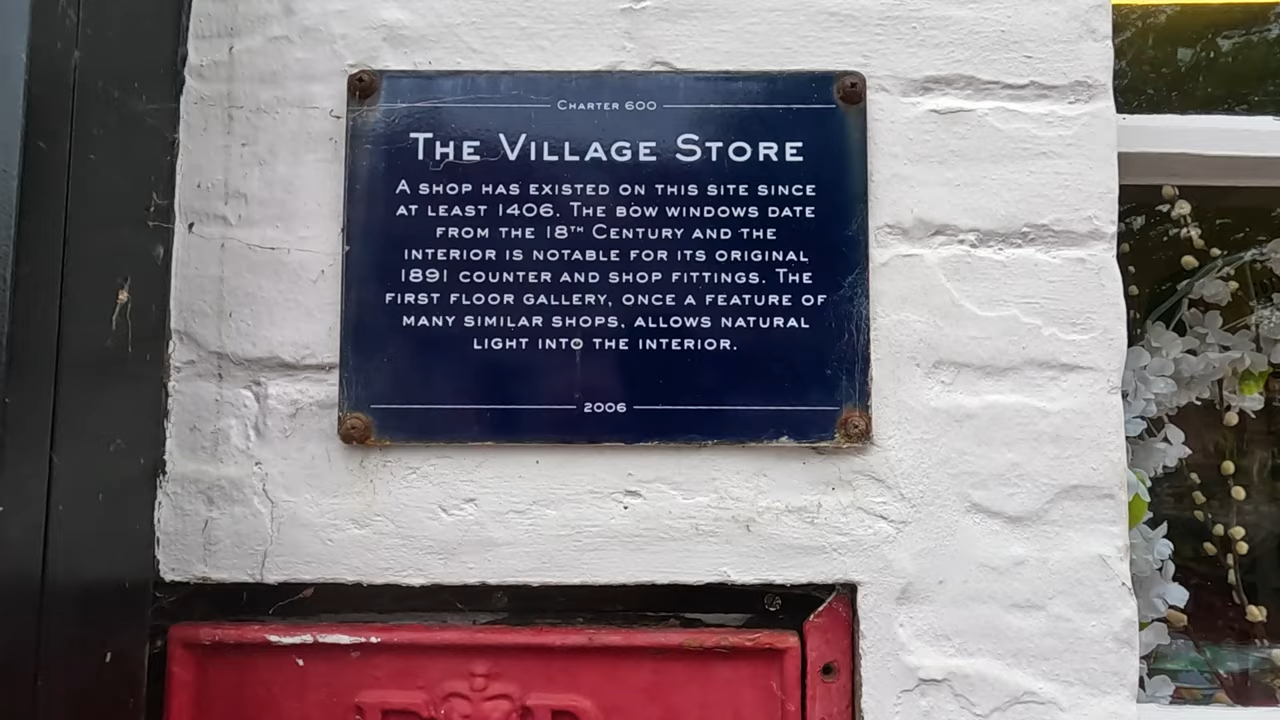 CHARTER 600
THE VILLAGE STORE
A SHOP HAS EXISTED ON THIS SITE SINCE
AT LEAST 1406. THE BOW WINDOWS DATE
FROM THE 18TH CENTURY AND THE
INTERIOR IS NOTABLE FOR ITS ORIGINAL
1891 COUNTER AND SHOP FITTINGS. THE
FIRST FLOOR GALLERY, ONCE A FEATURE OF
MANY SIMILAR SHOPS, ALLOWS NATURAL
LIGHT INTO THE INTERIOR.
2006